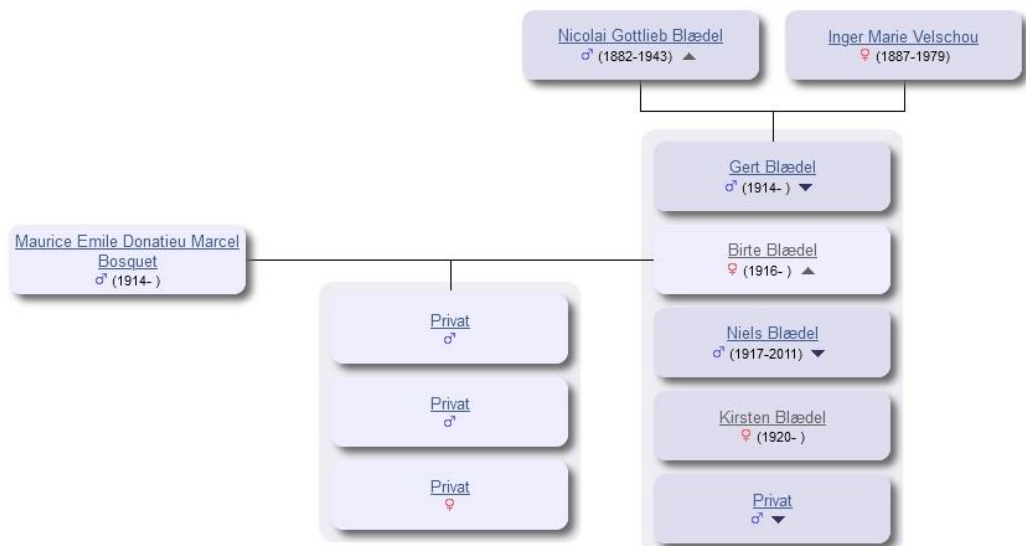 Nicolai Gottlieb Blædel
♂ (1882-1943) ▲
Inger Marie Velschou
♀ (1887-1979)
Gert Blædel
♂ (1914- ) ▼
Maurice Emile Donatieu Marcel
Bosquet
♂ (1914- )
Birte Blædel
♀ (1916- ) ▲
Privat
♂
Privat
♂
Privat
♀
Niels Blædel
♂ (1917-2011) ▼
Kirsten Blædel
♀ (1920- )
Privat
♂ ▼